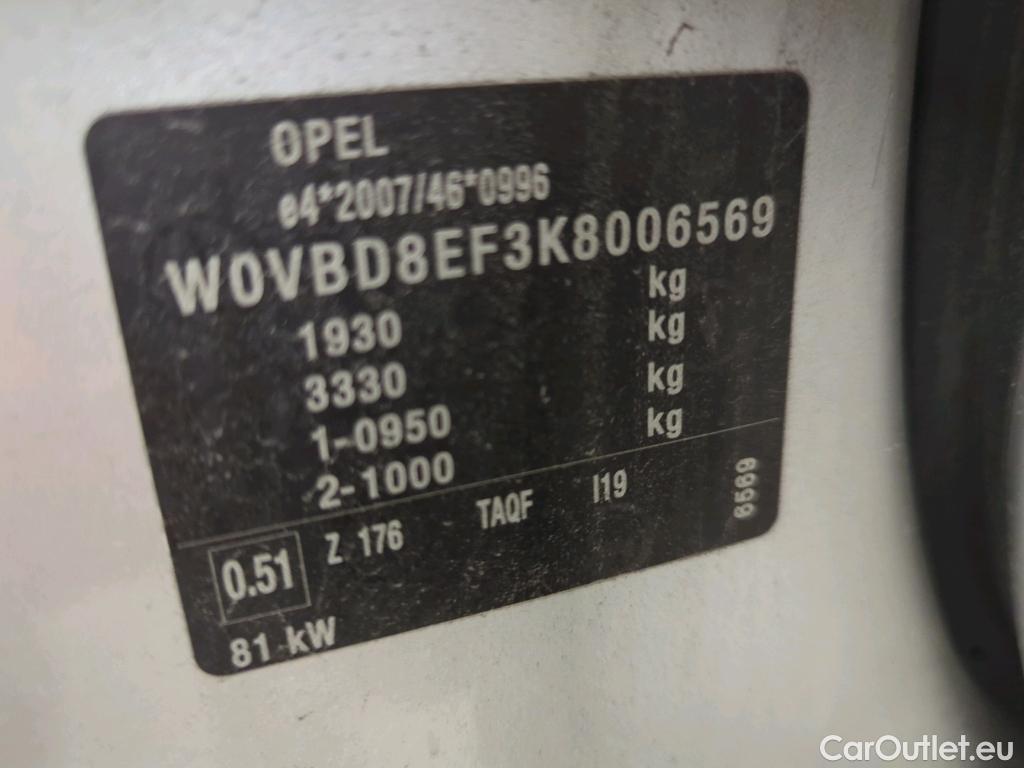 OPEL
e4*2007/46*0996
W0VBD8EF3K8006569
1930 kg
3330 kg
1-0950 kg
2-1000 kg
0.51 Z 176 TAQF I19 6569
81 kW
CarOutlet.eu